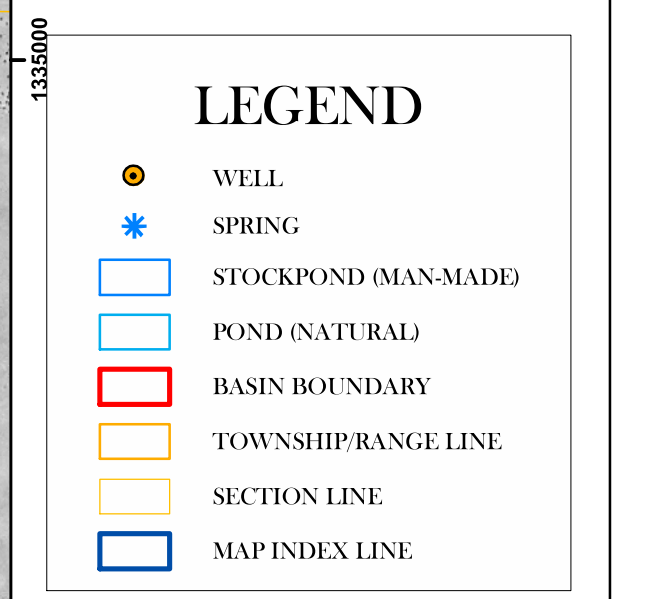 1335000
LEGEND
WELL
SPRING
STOCKPOND (MAN-MADE)
POND (NATURAL)
BASIN BOUNDARY
TOWNSHIP/RANGE LINE
SECTION LINE
MAP INDEX LINE